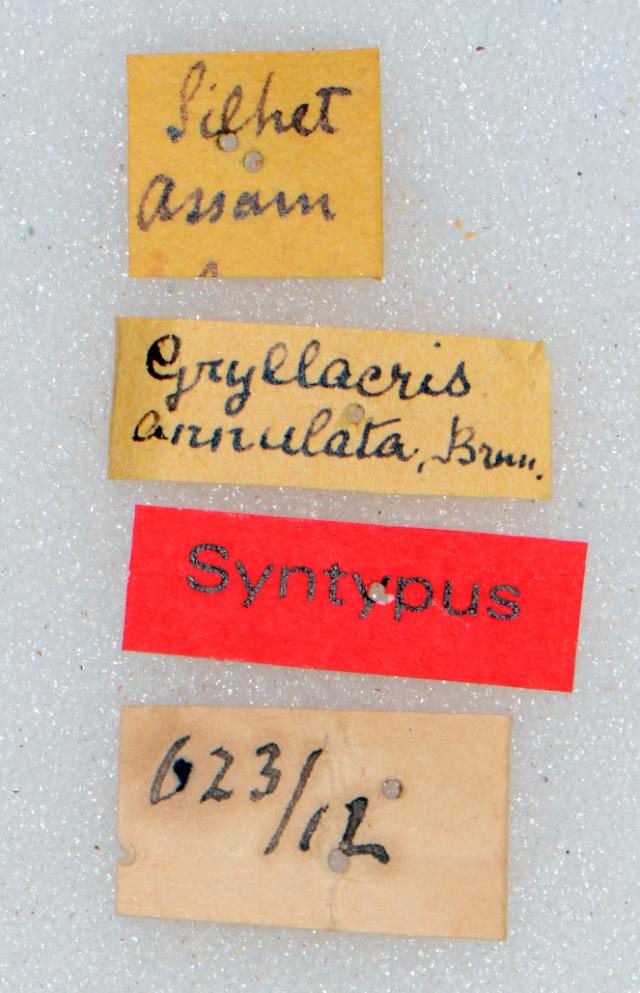 Silhet
Assam
Gryllacris
annulata, Brun.
Syntypus
623/12